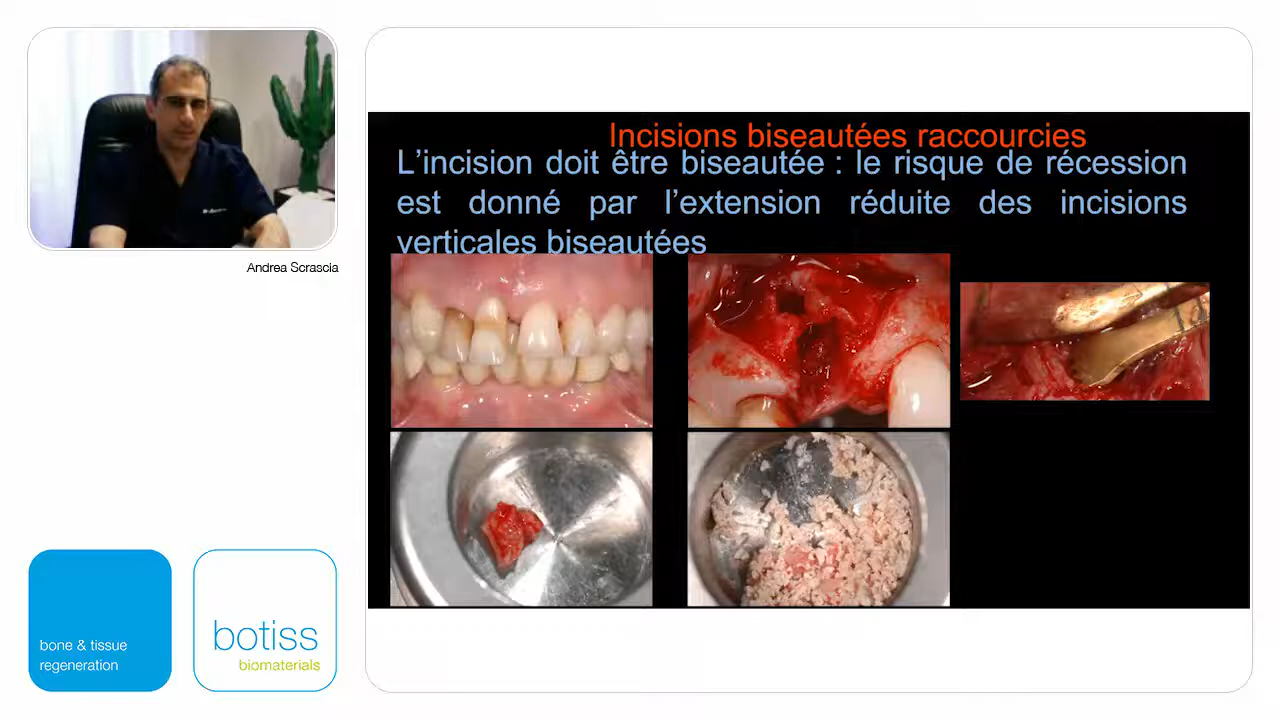 Incisions biseautées raccourcies
L’incision doit être biseautée : le risque de récession
est donné par l’extension réduite des incisions
verticales biseautées
Andrea Scrascia
bone & tissue
regeneration
botiss
biomaterials